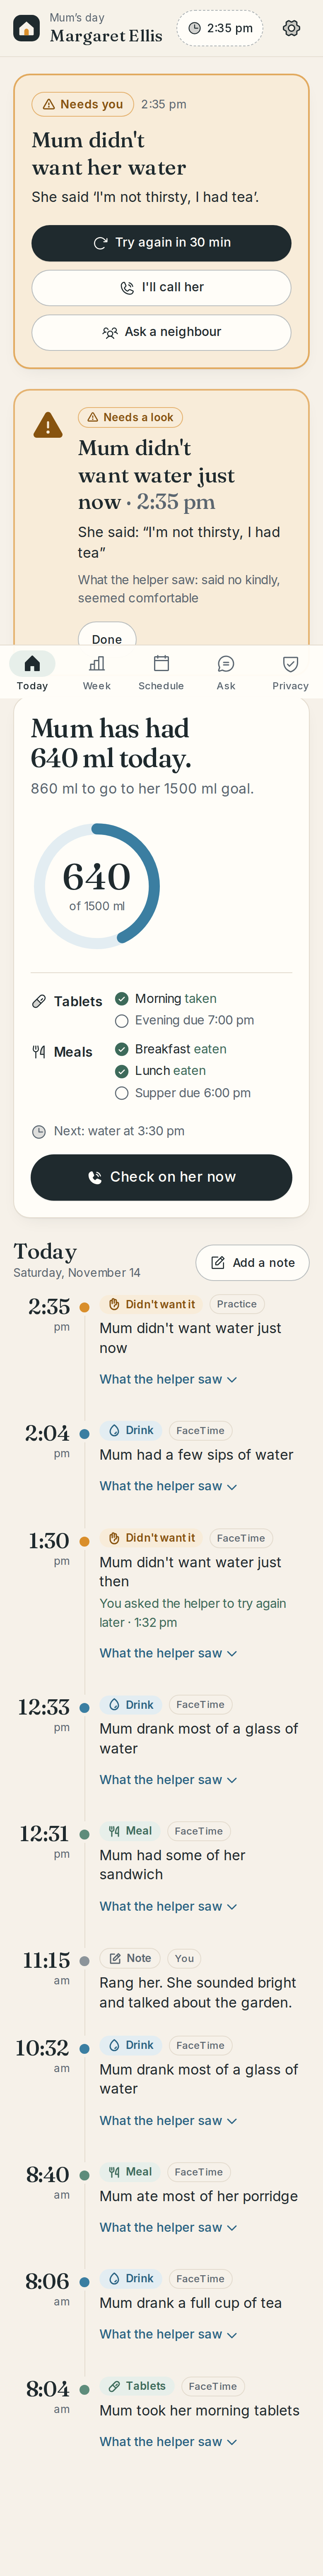 Mum's day
Margaret Ellis
2:35 pm
Needs you
2:35 pm
Mum didn't
want her water
She said ‘I'm not thirsty, I had tea’.
Try again in 30 min
I'll call her
Ask a neighbour
Needs a look
Mum didn't
want water just
now · 2:35 pm
She said: “I'm not thirsty, I had
tea”
What the helper saw: said no kindly,
seemed comfortable
Done
Today
Week
Schedule
Ask
Privacy
Mum has had
640 ml today.
860 ml to go to her 1500 ml goal.
640
of 1500 ml
Tablets
Morning taken
Evening due 7:00 pm
Meals
Breakfast eaten
Lunch eaten
Supper due 6:00 pm
Next: water at 3:30 pm
Check on her now
Today
Saturday, November 14
Add a note
2:35
pm
Didn't want it
Practice
Mum didn't want water just
now
What the helper saw
2:04
pm
Drink
FaceTime
Mum had a few sips of water
What the helper saw
1:30
pm
Didn't want it
FaceTime
Mum didn't want water just
then
You asked the helper to try again
later · 1:32 pm
What the helper saw
12:33
pm
Drink
FaceTime
Mum drank most of a glass of
water
What the helper saw
12:31
pm
Meal
FaceTime
Mum had some of her
sandwich
What the helper saw
11:15
am
Note
You
Rang her. She sounded bright
and talked about the garden.
10:32
am
Drink
FaceTime
Mum drank most of a glass of
water
What the helper saw
8:40
am
Meal
FaceTime
Mum ate most of her porridge
What the helper saw
8:06
am
Drink
FaceTime
Mum drank a full cup of tea
What the helper saw
8:04
am
Tablets
FaceTime
Mum took her morning tablets
What the helper saw